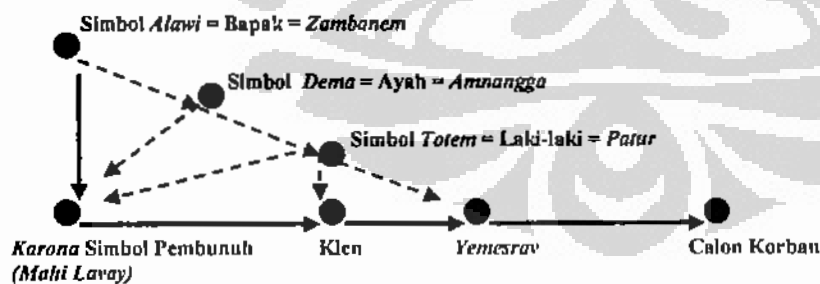 Simbol Alawi = Bapak = Zambanem
Simbol Dema = Ayah = Amnangga
Simbol Totem = Laki-laki = Patur
Karona Simbol Pembunuh
(Mahi Lavay)
Klen
Yemesrav
Calon Korban